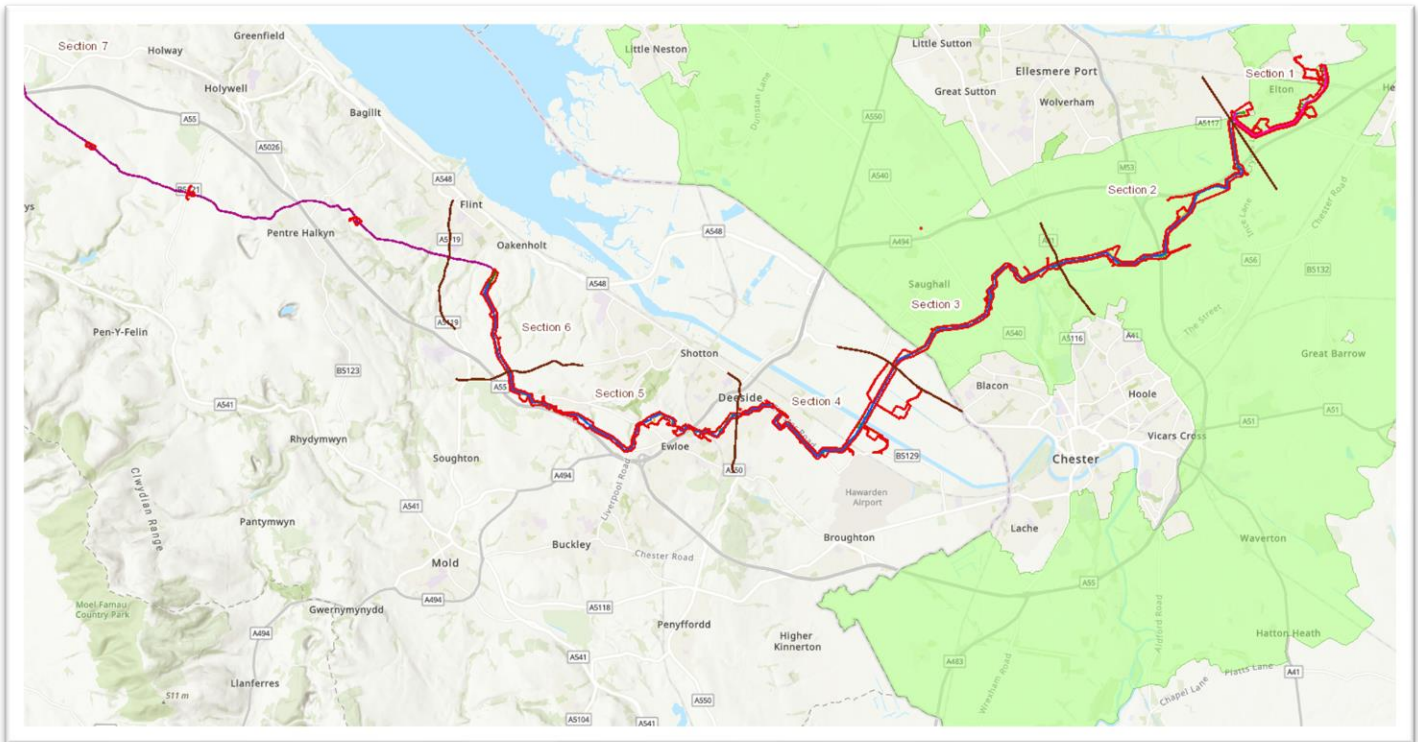 Section 7
Holway
Greenfield
Holywell
Bagillt
A55
A5026
Little Neston
Dunstan Lane
A550
A540
Little Sutton
Ellesmere Port
Great Sutton
Wolverham
Section 1
Elton
A5117
M53
Section 2
Chester Road
A548
Flint
Pentre Halkyn
Oakenholt
A548
A548
A494
A41
A56
B5132
Saughall
Section 3
A540
The Street
A5116
A41
Great Barrow
Pen-Y-Felin
A5119
Section 6
B5123
Shotton
A55
Section 5
Deeside
Section 4
Blacon
Hoole
A541
Rhydymwyn
Soughton
Ewloe
A550
B5129
Chester
Vicars Cross
A51
A51
Clwydian Range
A494
Liverpool Road
Hawarden
Airport
A541
Pantymwyn
Buckley
Chester Road
Broughton
Lache
Waverton
Mold
A55
Moel Famau
Country Park
Gwernymynydd
A494
A5118
Penyffordd
Higher
Kinnerton
Aldford Road
Hatton Heath
A494
A541
A483
Wrexham Road
Platts Lane
Chapel Lane
A41
Llanferres
511 m
A550
A5104
A541